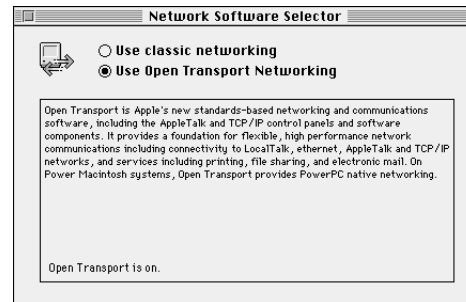 Network Software Selector
Use classic networking
Use Open Transport Networking
Open Transport is Apple's new standards-based networking and communications
software, including the AppleTalk and TCP/IP control panels and software
components. It provides a foundation for flexible, high performance network
communications including connectivity to LocalTalk, ethernet, AppleTalk and TCP/IP
networks, and services including printing, file sharing, and electronic mail. On
Power Macintosh systems, Open Transport provides PowerPC native networking.
Open Transport is on.